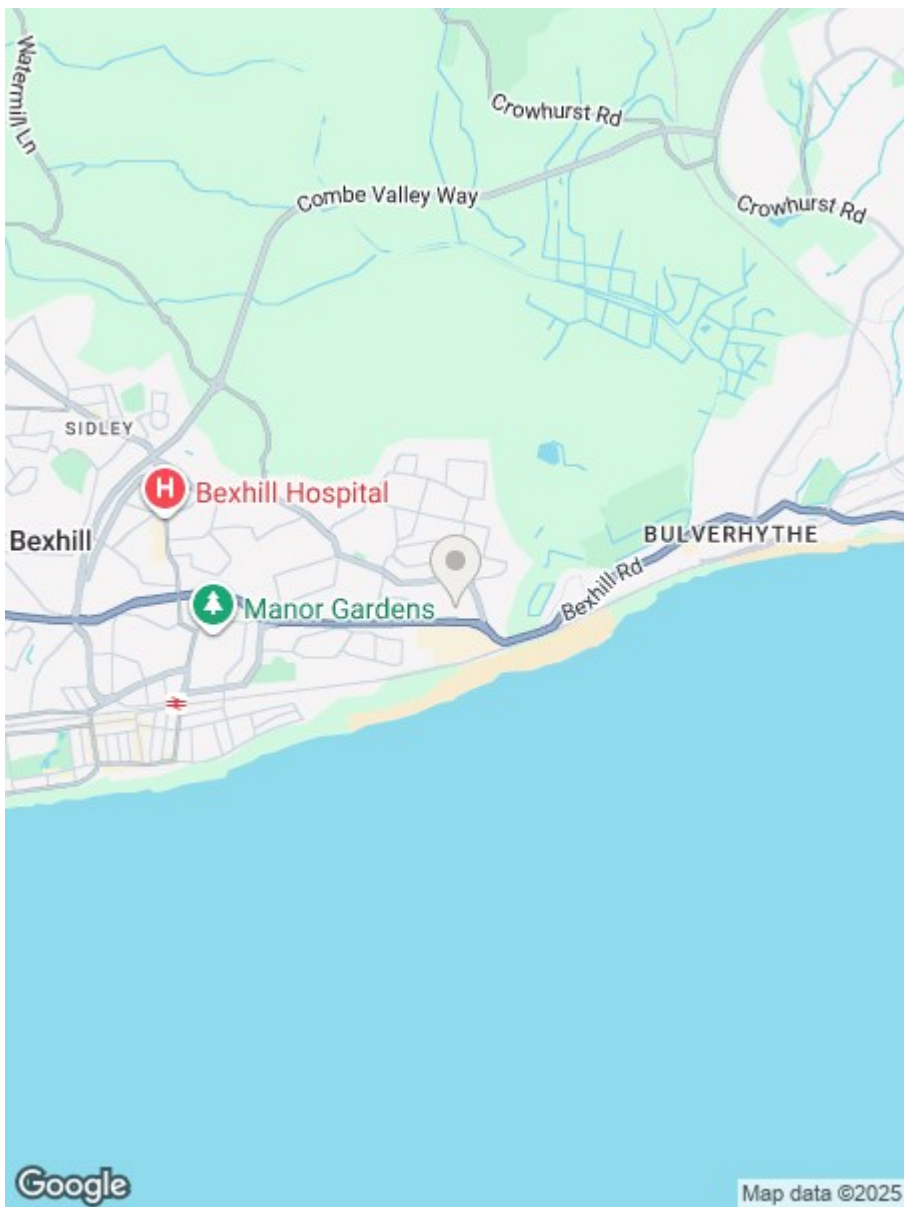 Watermill Ln
Crowhurst Rd
Combe Valley Way
Crowhurst Rd
SIDLEY
H
Bexhill Hospital
Bexhill
BULVERHYTHE
Bexhill Rd
Manor Gardens
Google
Map data ©2025